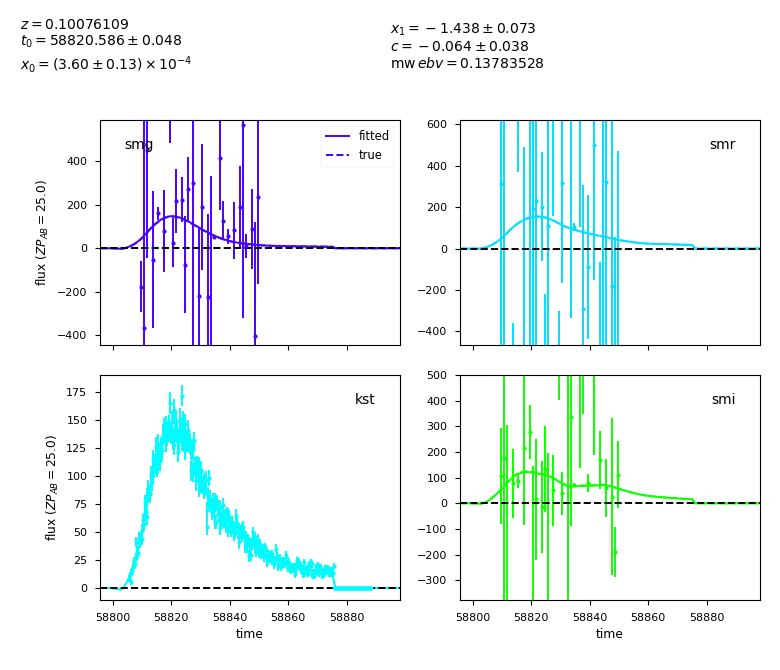 z = 0.10076109
t₀ = 58820.586 ± 0.048
x₀ = (3.60 ± 0.13) × 10⁻⁴
x₁ = −1.438 ± 0.073
c = −0.064 ± 0.038
mw ebv = 0.13783528
smg
fitted
true
400
200
0
−200
−400
flux (ZP_AB = 25.0)
smr
600
400
200
0
−200
−400
kst
175
150
125
100
75
50
25
0
flux (ZP_AB = 25.0)
58800 58820 58840 58860 58880
time
smi
500
400
300
200
100
0
−100
−200
−300
58800 58820 58840 58860 58880
time